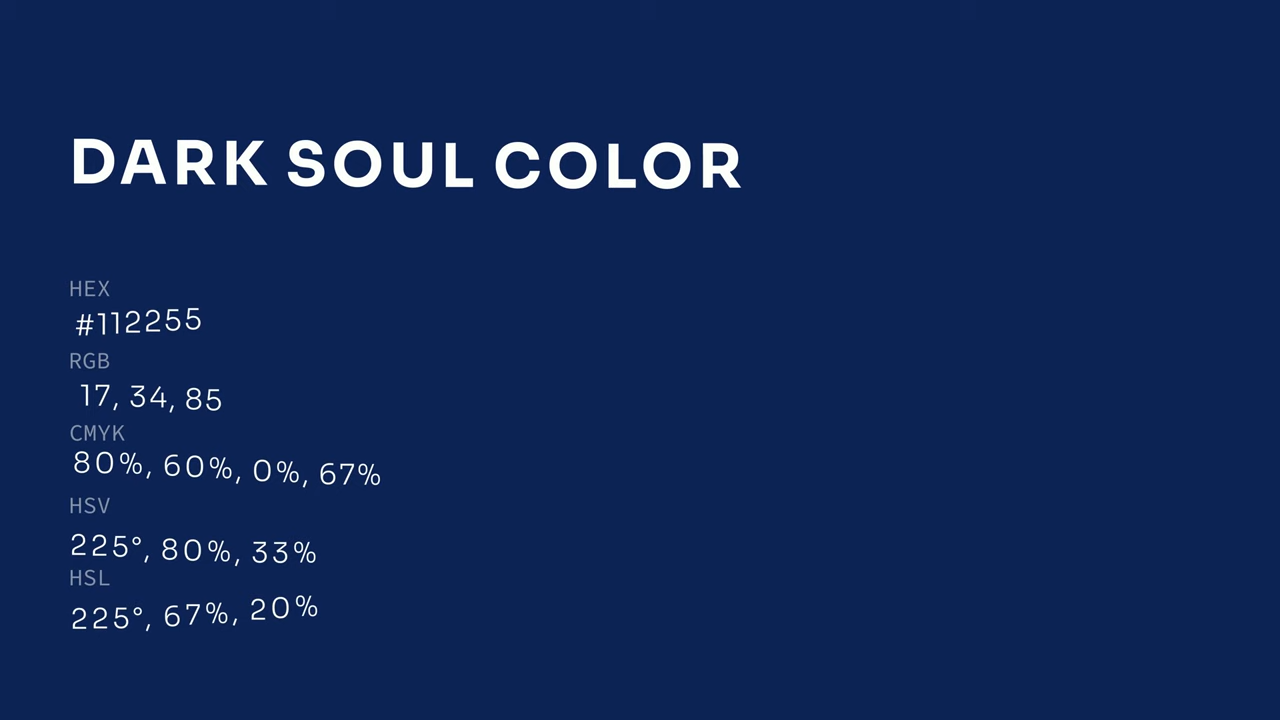 DARK SOUL COLOR
HEX
#112255
RGB
17, 34, 85
CMYK
80%, 60%, 0%, 67%
HSV
225°, 80%, 33%
HSL
225°, 67%, 20%